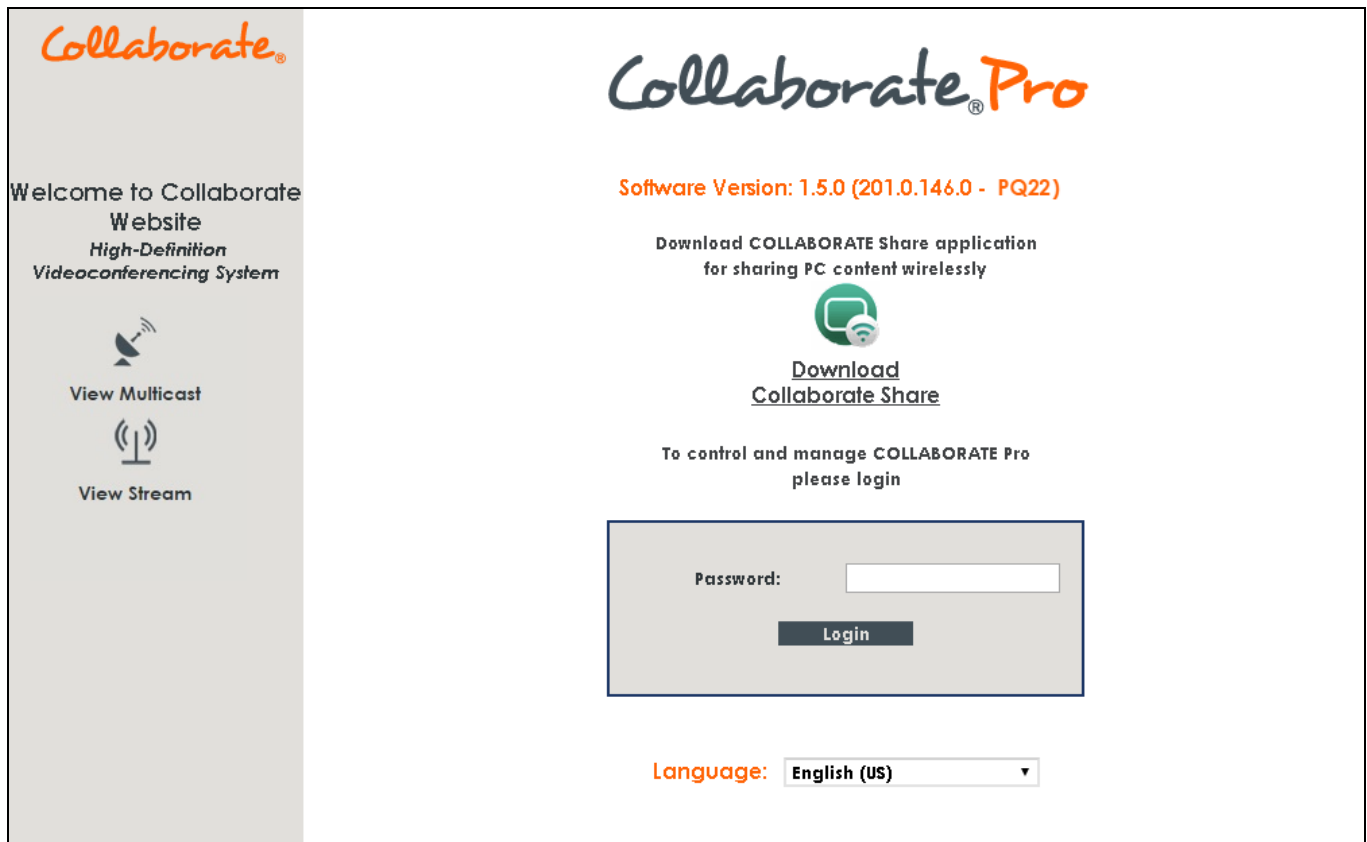 Collaborate®
Welcome to Collaborate
Website
High-Definition
Videoconferencing System
View Multicast
View Stream
Collaborate®Pro
Software Version: 1.5.0 (201.0.146.0 - PQ22)
Download COLLABORATE Share application
for sharing PC content wirelessly
Download
Collaborate Share
To control and manage COLLABORATE Pro
please login
Password:
Login
Language: English (US)